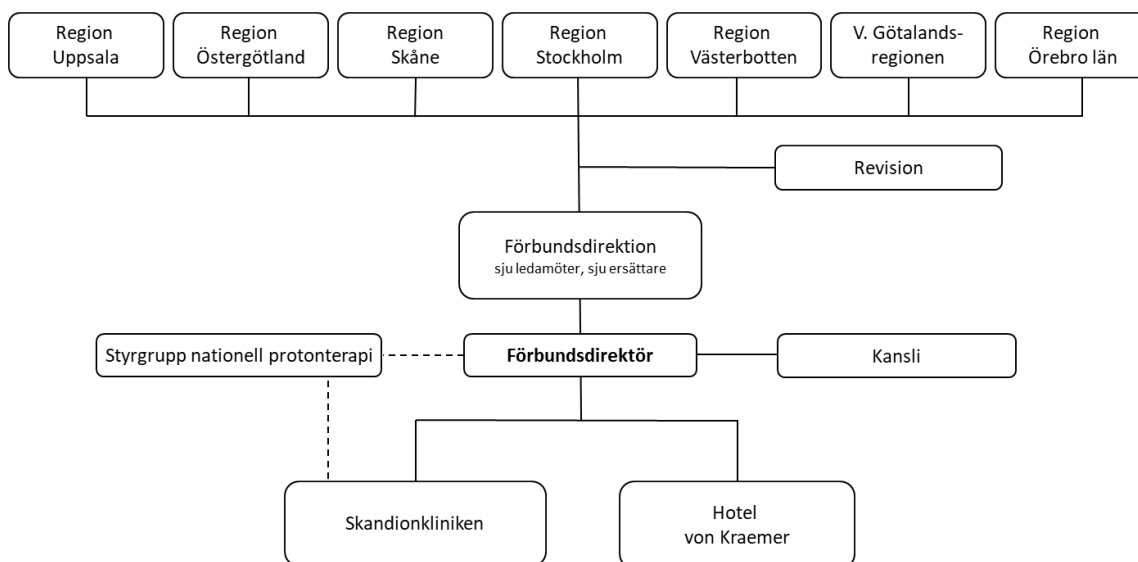 Region
Uppsala
Region
Östergötland
Region
Skåne
Region
Stockholm
Region
Västerbotten
V. Götalands-
regionen
Region
Örebro län
Revision
Förbundsdirektion
sju ledamöter, sju ersättare
Styrgrupp nationell protonterapi
Förbundsdirektör
Kansli
Skandionkliniken
Hotel
von Kraemer